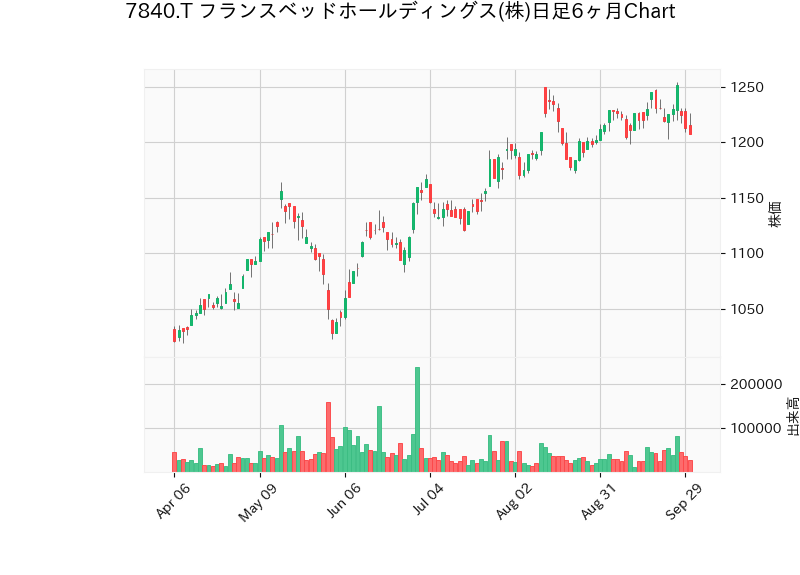 7840.T フランスベッドホールディングス(株)日足6ヶ月Chart
1250
1200
1150
1100
1050
株価
200000
100000
出来高
Apr 06
May 09
Jun 06
Jul 04
Aug 02
Aug 31
Sep 29